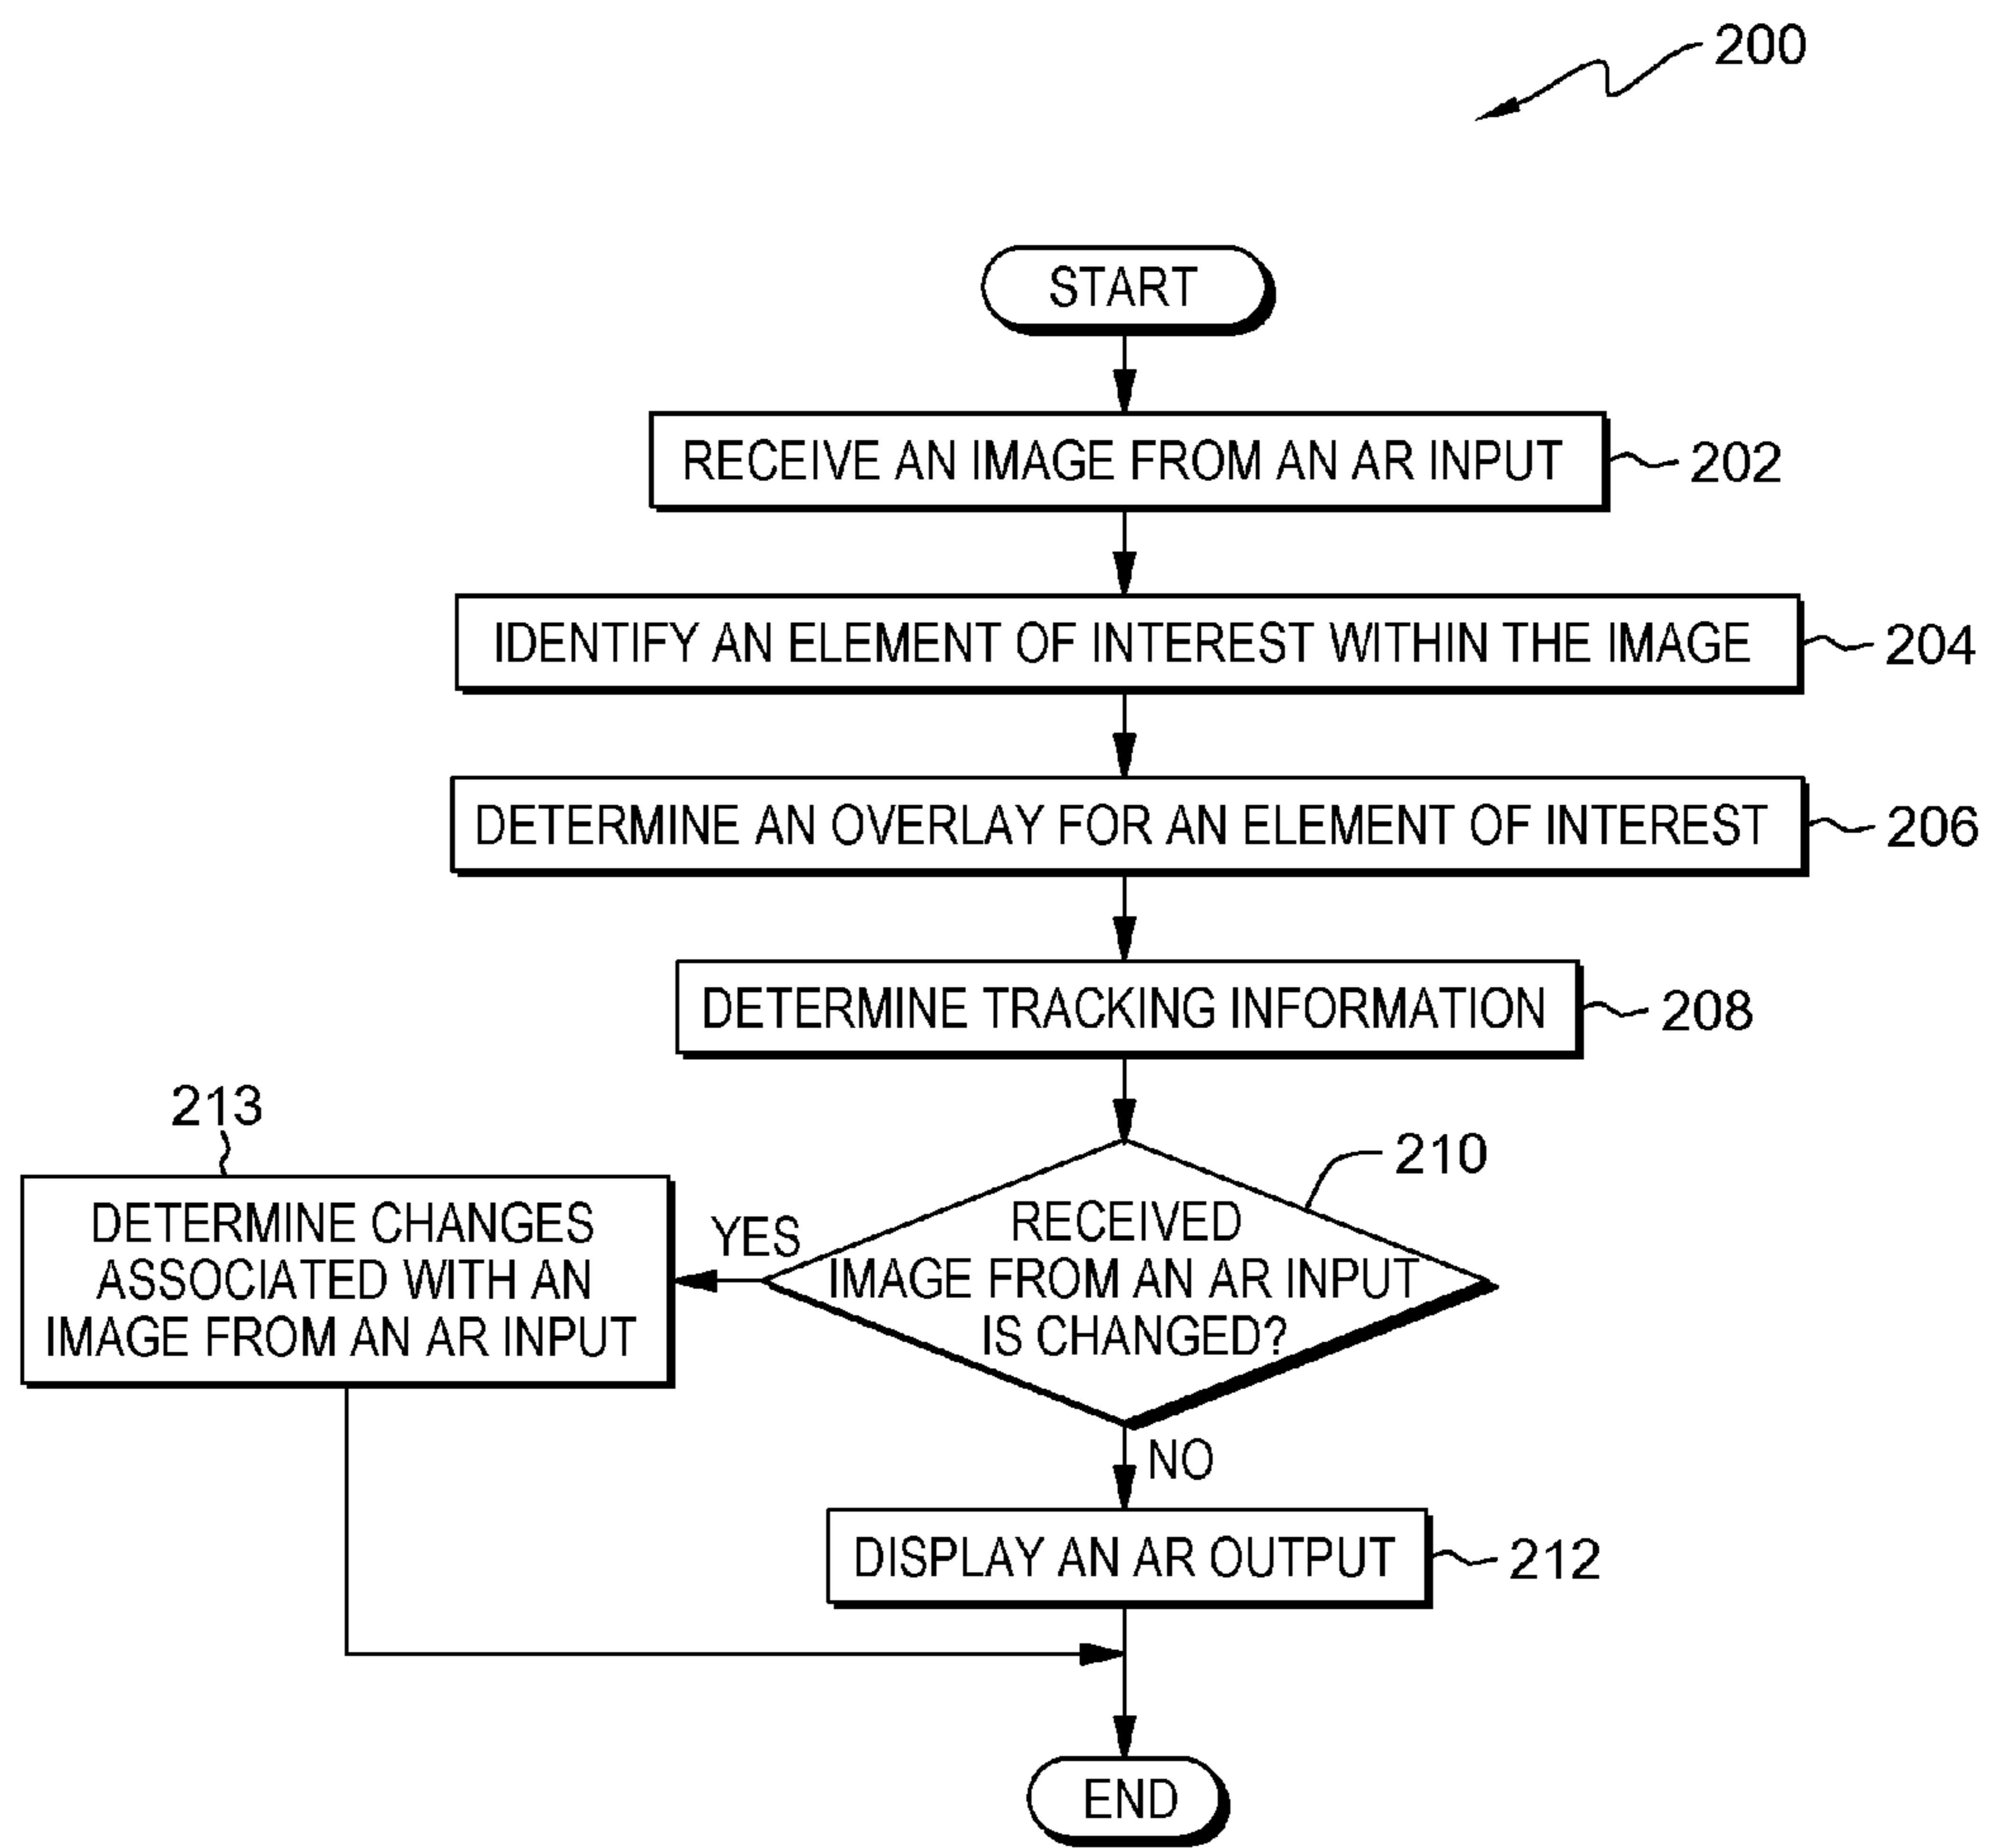 200
START
RECEIVE AN IMAGE FROM AN AR INPUT
202
IDENTIFY AN ELEMENT OF INTEREST WITHIN THE IMAGE
204
DETERMINE AN OVERLAY FOR AN ELEMENT OF INTEREST
206
DETERMINE TRACKING INFORMATION
208
213
DETERMINE CHANGES
ASSOCIATED WITH AN
IMAGE FROM AN AR INPUT
YES
210
RECEIVED
IMAGE FROM AN AR INPUT
IS CHANGED?
NO
DISPLAY AN AR OUTPUT
212
END